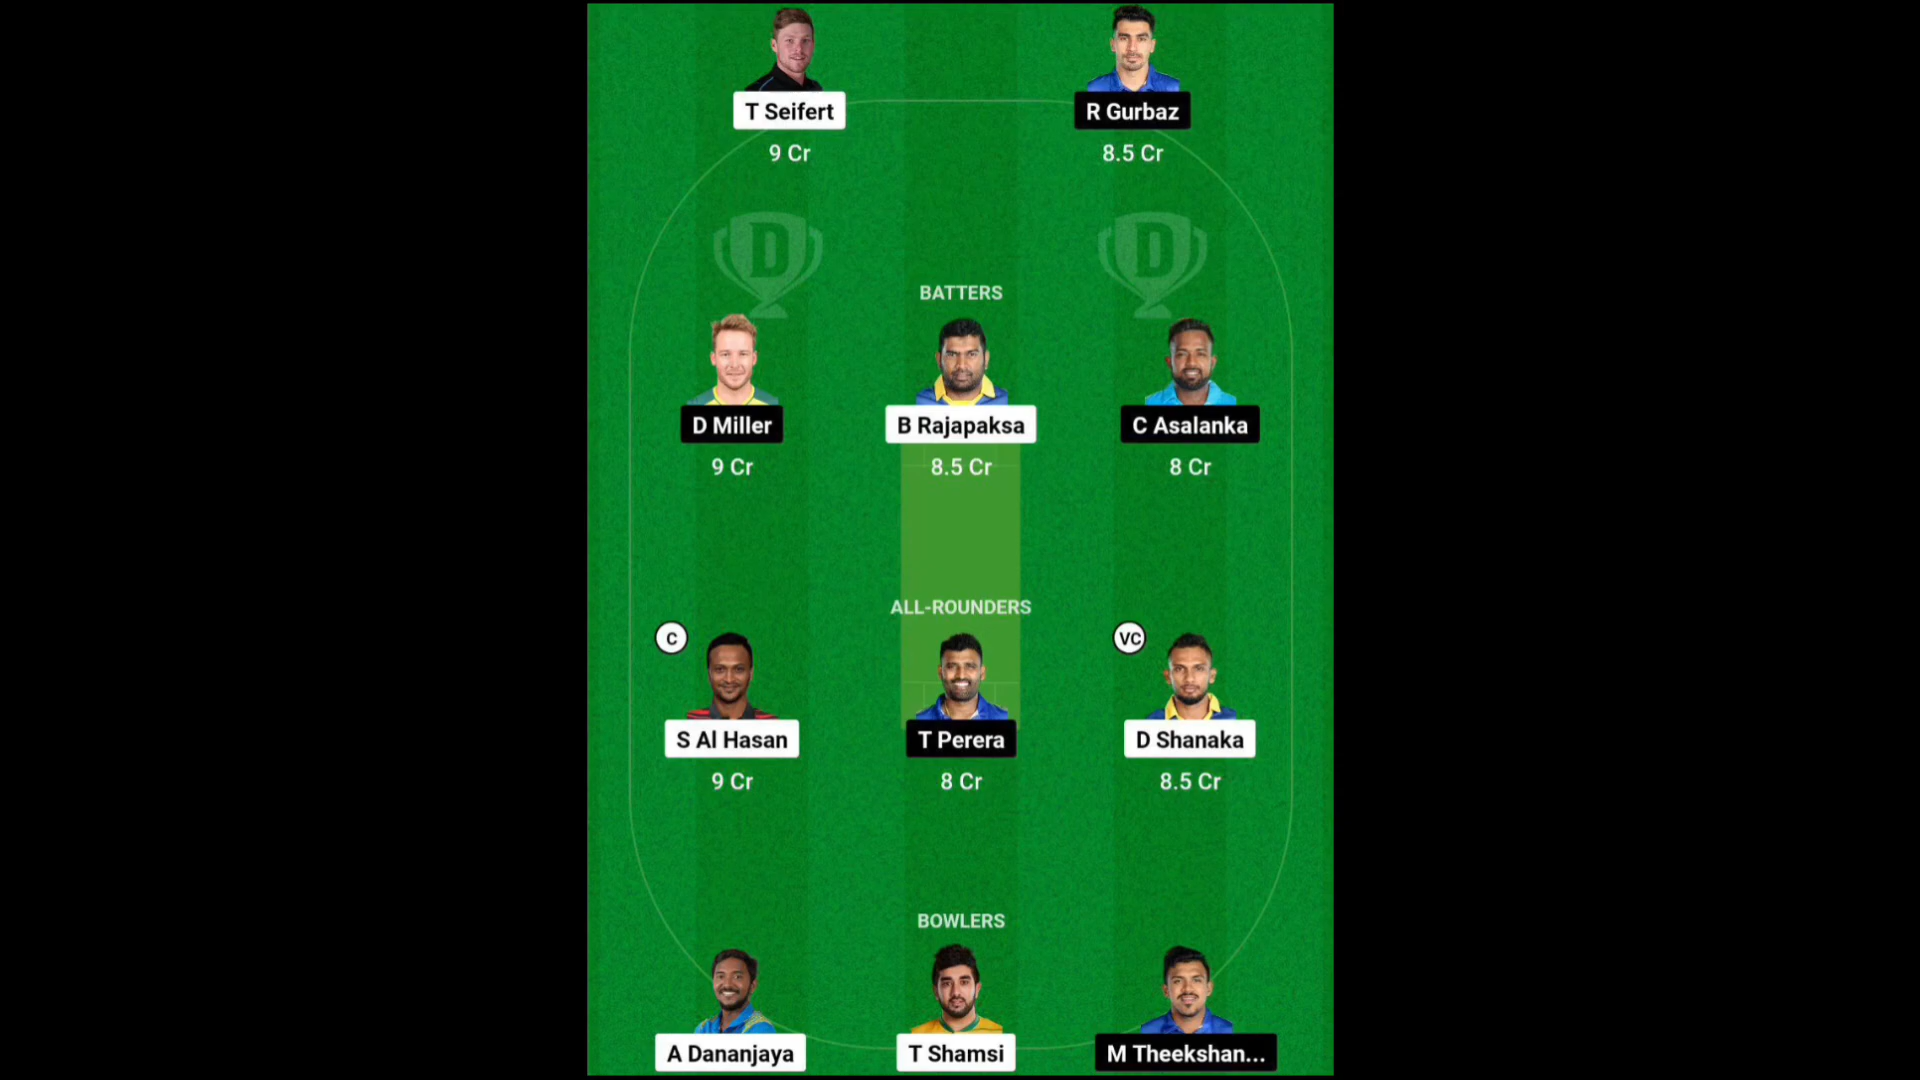 T Seifert R Gurbaz
9 Cr 8.5 Cr
D D
BATTERS
D Miller B Rajapaksa C Asalanka
9 Cr 8.5 Cr 8 Cr
ALL-ROUNDERS
C VC
S Al Hasan T Perera D Shanaka
9 Cr 8 Cr 8.5 Cr
BOWLERS
A Dananjaya T Shamsi M Theekshan...